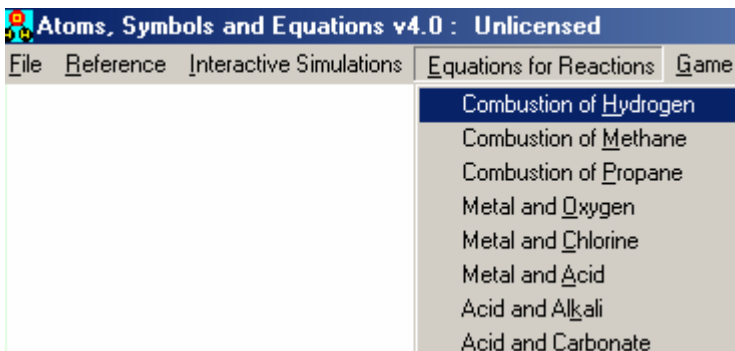 Atoms, Symbols and Equations v4.0 : Unlicensed
File Reference Interactive Simulations Equations for Reactions Game
Combustion of Hydrogen
Combustion of Methane
Combustion of Propane
Metal and Oxygen
Metal and Chlorine
Metal and Acid
Acid and Alkali
Acid and Carbonate